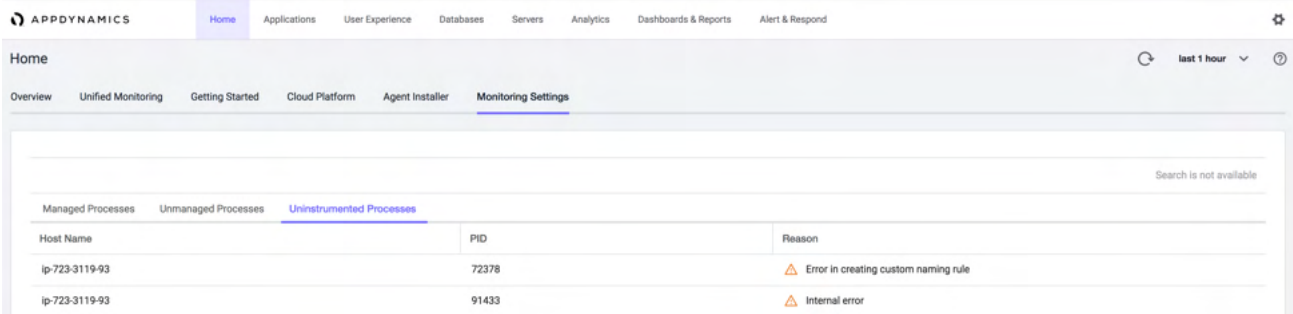 APPDYNAMICS Home Applications User Experience Databases Servers Analytics Dashboards & Reports Alert & Respond
Home last 1 hour
Overview Unified Monitoring Getting Started Cloud Platform Agent Installer Monitoring Settings
Search is not available
Managed Processes Unmanaged Processes Uninstrumented Processes
Host Name PID Reason
ip-723-3119-93 72378 Error in creating custom naming rule
ip-723-3119-93 91433 Internal error